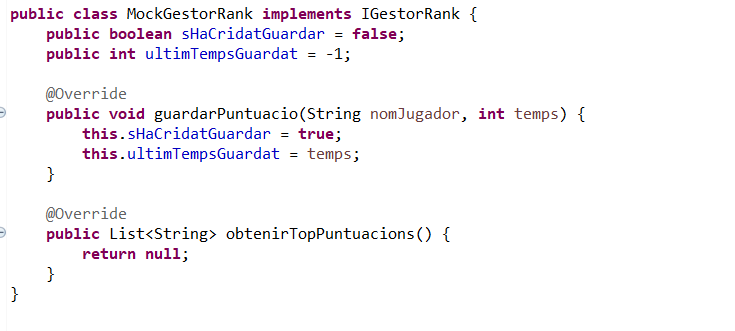 public class MockGestorRank implements IGestorRank {
    public boolean sHaCridatGuardar = false;
    public int ultimTempsGuardat = -1;

    @Override
    public void guardarPuntuacio(String nomJugador, int temps) {
        this.sHaCridatGuardar = true;
        this.ultimTempsGuardat = temps;
    }

    @Override
    public List<String> obtenirTopPuntuacions() {
        return null;
    }
}